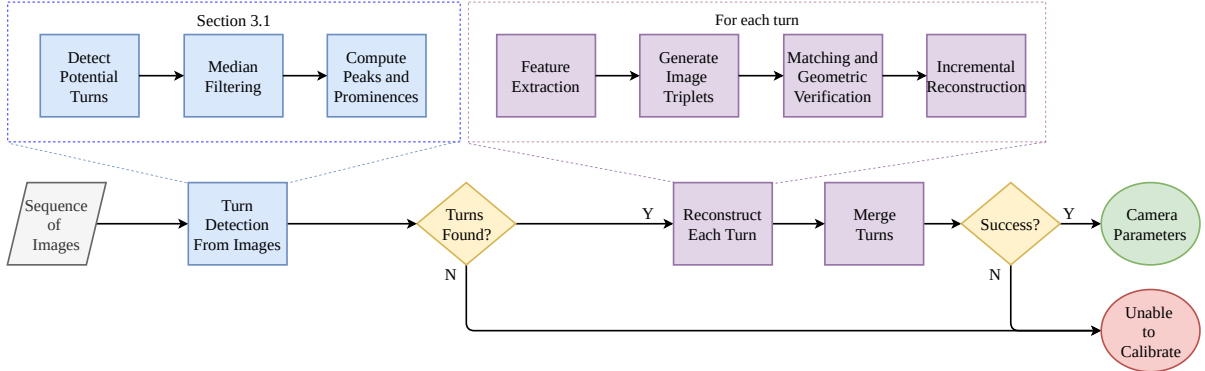 Section 3.1
Detect
Potential
Turns
Median
Filtering
Compute
Peaks and
Prominences
For each turn
Feature
Extraction
Generate
Image
Triplets
Matching and
Geometric
Verification
Incremental
Reconstruction
Sequence
of
Images
Turn
Detection
From Images
Turns
Found?
Y
N
Reconstruct
Each Turn
Merge
Turns
Success?
Y
N
Camera
Parameters
Unable
to
Calibrate